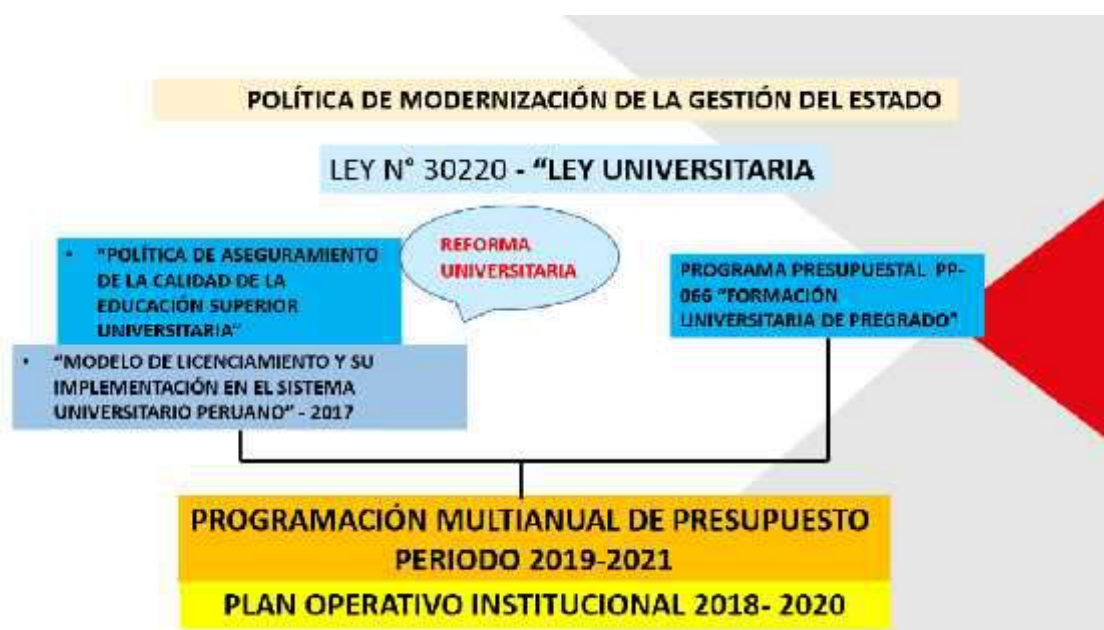 POLÍTICA DE MODERNIZACIÓN DE LA GESTIÓN DEL ESTADO
LEY N° 30220 - “LEY UNIVERSITARIA
• “POLÍTICA DE ASEGURAMIENTO
DE LA CALIDAD DE LA
EDUCACIÓN SUPERIOR
UNIVERSITARIA”
REFORMA
UNIVERSITARIA
PROGRAMA PRESUPUESTAL PP-
066 “FORMACIÓN
UNIVERSITARIA DE PREGRADO”
• “MODELO DE LICENCIAMIENTO Y SU
IMPLEMENTACIÓN EN EL SISTEMA
UNIVERSITARIO PERUANO” - 2017
PROGRAMACIÓN MULTIANUAL DE PRESUPUESTO
PERIODO 2019-2021
PLAN OPERATIVO INSTITUCIONAL 2018- 2020